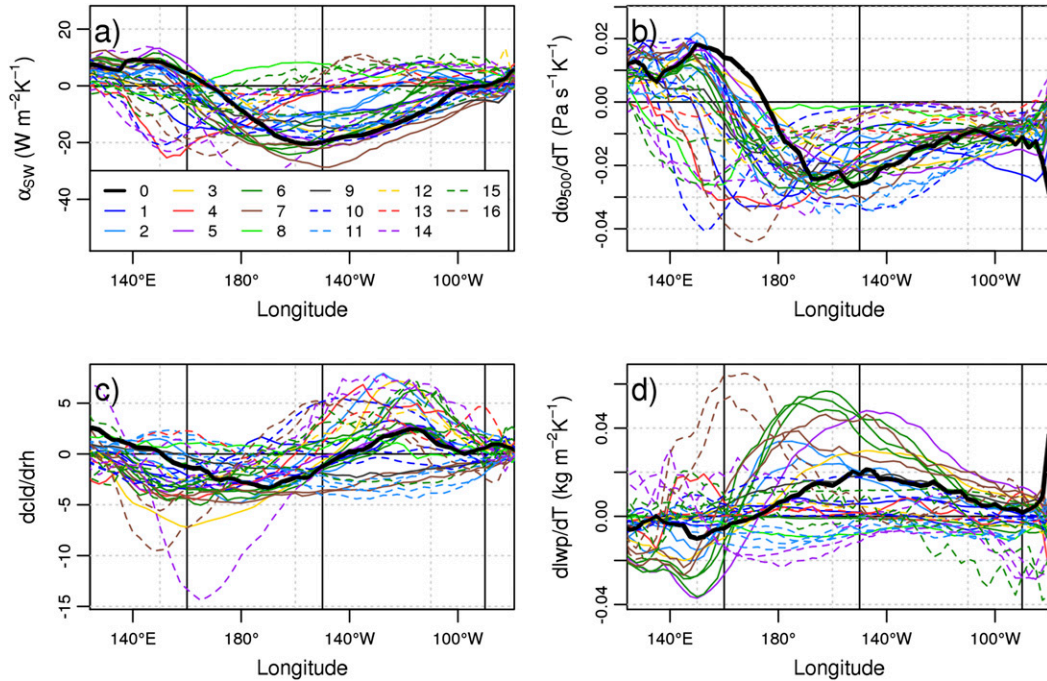 a)
20
0
-20
-40
α_SW (W m⁻²K⁻¹)
0 3 6 9 12 15
1 4 7 10 13 16
2 5 8 11 14
140°E 180° 140°W 100°W
Longitude
b)
0.02
0.00
-0.02
-0.04
dω₅₀₀/dT (Pa s⁻¹K⁻¹)
140°E 180° 140°W 100°W
Longitude
c)
5
0
-5
-10
-15
dcld/drh
140°E 180° 140°W 100°W
Longitude
d)
0.04
0.00
-0.04
dlwp/dT (kg m⁻²K⁻¹)
140°E 180° 140°W 100°W
Longitude